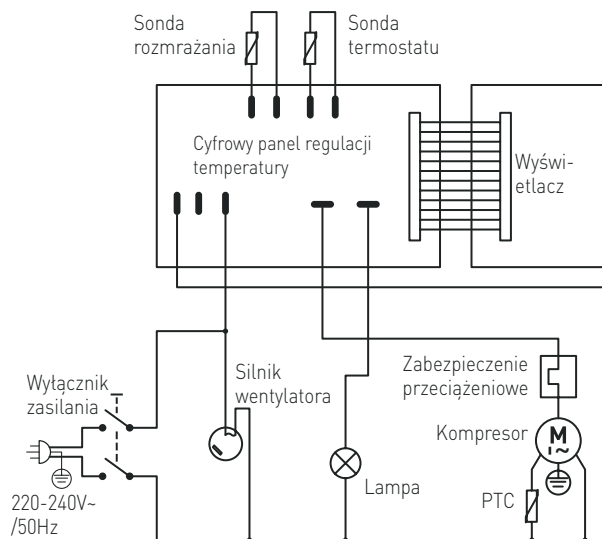 Sonda
rozmrażania
Sonda
termostatu
Cyfrowy panel regulacji
temperatury
Wyświ-
etlacz
Wyłącznik
zasilania
Silnik
wentylatora
Zabezpieczenie
przeciążeniowe
Kompresor
M
~
Lampa
PTC
220-240V~
/50Hz